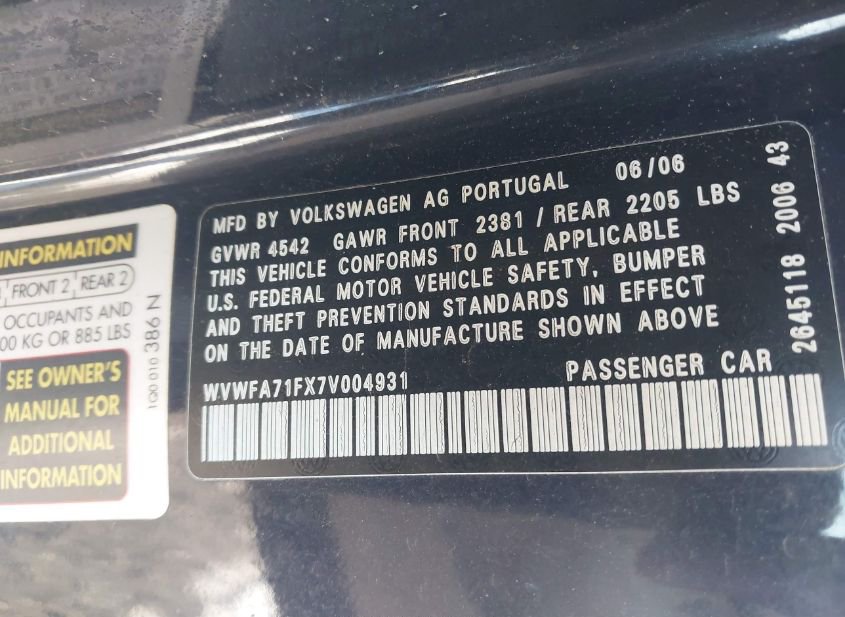 INFORMATION
FRONT 2 REAR 2
OCCUPANTS AND
00 KG OR 885 LBS
SEE OWNER'S
MANUAL FOR
ADDITIONAL
INFORMATION
1Q0 010 386 N
MFD BY VOLKSWAGEN AG PORTUGAL 06/06
GVWR 4542 GAWR FRONT 2381 / REAR 2205 LBS
THIS VEHICLE CONFORMS TO ALL APPLICABLE
U.S. FEDERAL MOTOR VEHICLE SAFETY, BUMPER
AND THEFT PREVENTION STANDARDS IN EFFECT
ON THE DATE OF MANUFACTURE SHOWN ABOVE
WVWFA71FX7V004931 PASSENGER CAR
2645118 2006 43